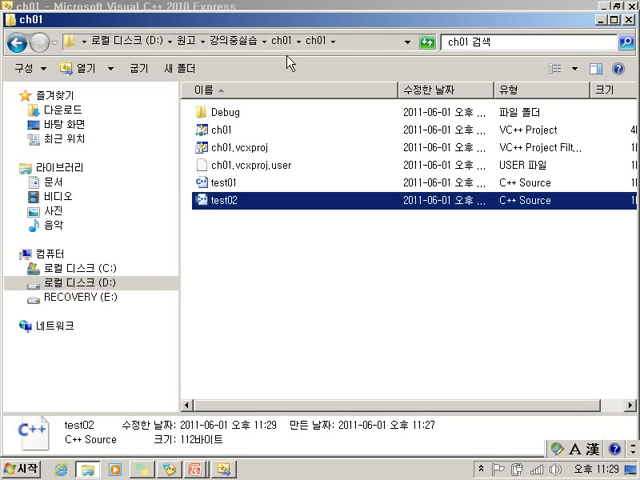 ch01 - Microsoft Visual C++ 2010 Express
ch01
로컬 디스크 (D:) 원고 강의중실습 ch01 ch01
ch01 검색
구성 열기 굽기 새 폴더
이름 수정한 날짜 유형 크기
즐겨찾기
다운로드
바탕 화면
최근 위치
라이브러리
문서
비디오
사진
음악
컴퓨터
로컬 디스크 (C:)
로컬 디스크 (D:)
RECOVERY (E:)
네트워크
Debug 2011-06-01 오후 ... 파일 폴더
ch01 2011-06-01 오후 ... VC++ Project
ch01.vcxproj 2011-06-01 오후 ... VC++ Project Filt...
ch01.vcxproj.user 2011-06-01 오후 ... USER 파일
test01 2011-06-01 오후 ... C++ Source
test02 2011-06-01 오후 ... C++ Source
test02 수정한 날짜: 2011-06-01 오후 11:29 만든 날짜: 2011-06-01 오후 11:27
C++ Source 크기: 112바이트
C++
A 漢
시작
오후 11:29